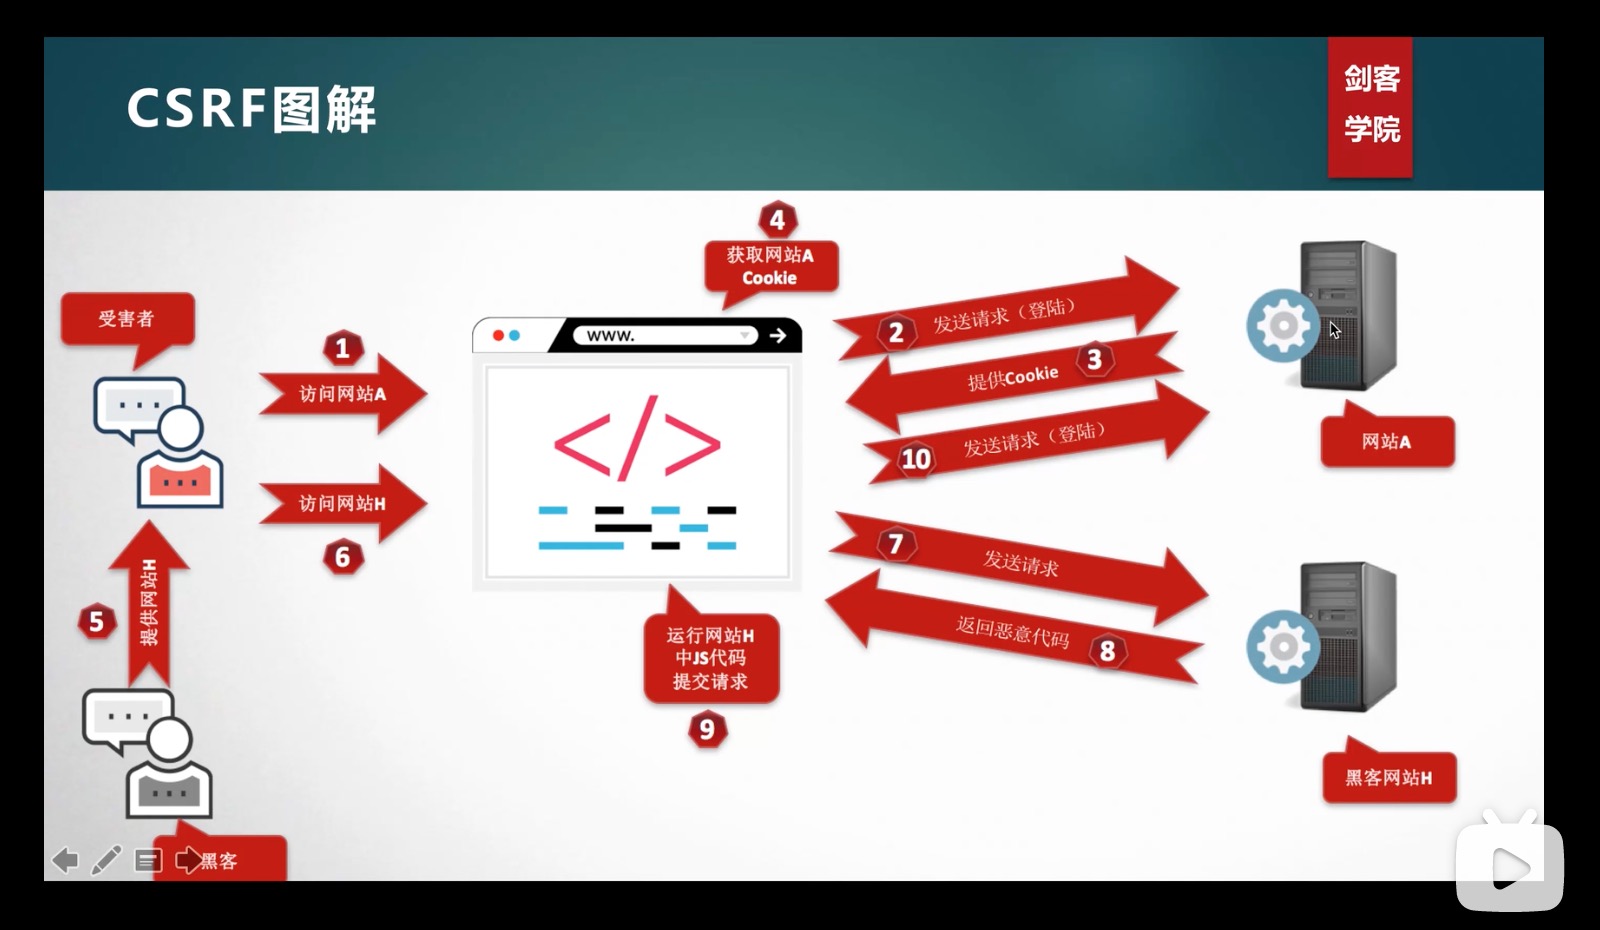 CSRF图解
剑客
学院
4
获取网站A
Cookie
受害者
1
访问网站A
WWW.
2
发送请求（登陆）
提供Cookie
3
10
发送请求（登陆）
网站A
访问网站H
6
7
发送请求
返回恶意代码
8
5
提供网站H
运行网站H
中JS代码
提交请求
9
黑客网站H
黑客